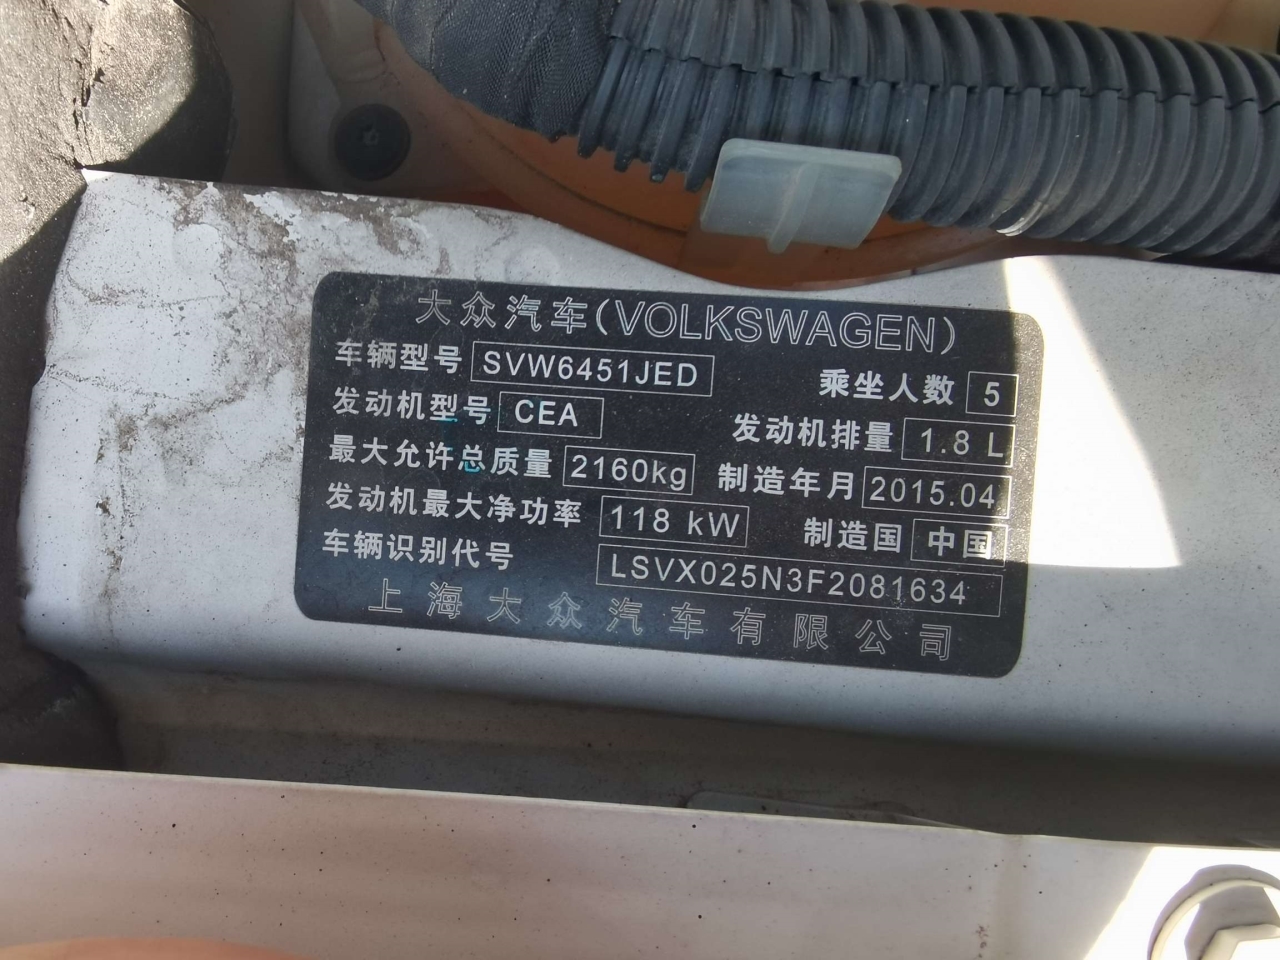 大众汽车(VOLKSWAGEN)
车辆型号 SVW6451JED 乘坐人数 5
发动机型号 CEA 发动机排量 1.8 L
最大允许总质量 2160kg 制造年月 2015.04
发动机最大净功率 118 kW 制造国 中国
车辆识别代号 LSVX025N3F2081634
上海大众汽车有限公司